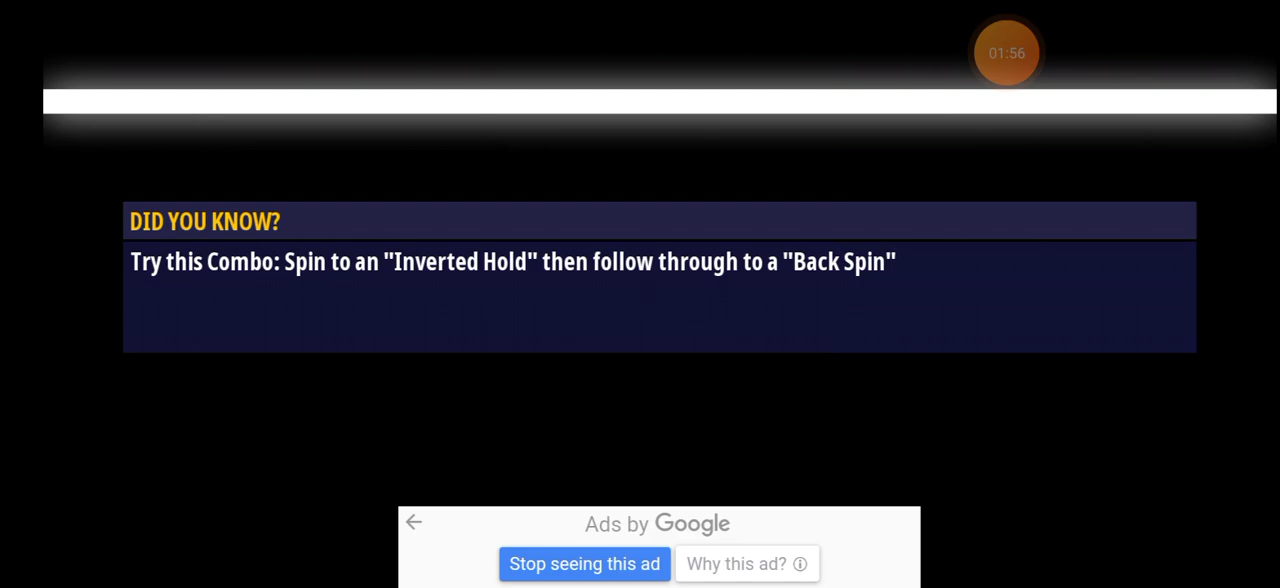 01:56
DID YOU KNOW?
Try this Combo: Spin to an "Inverted Hold" then follow through to a "Back Spin"
Ads by Google
Stop seeing this ad Why this ad?